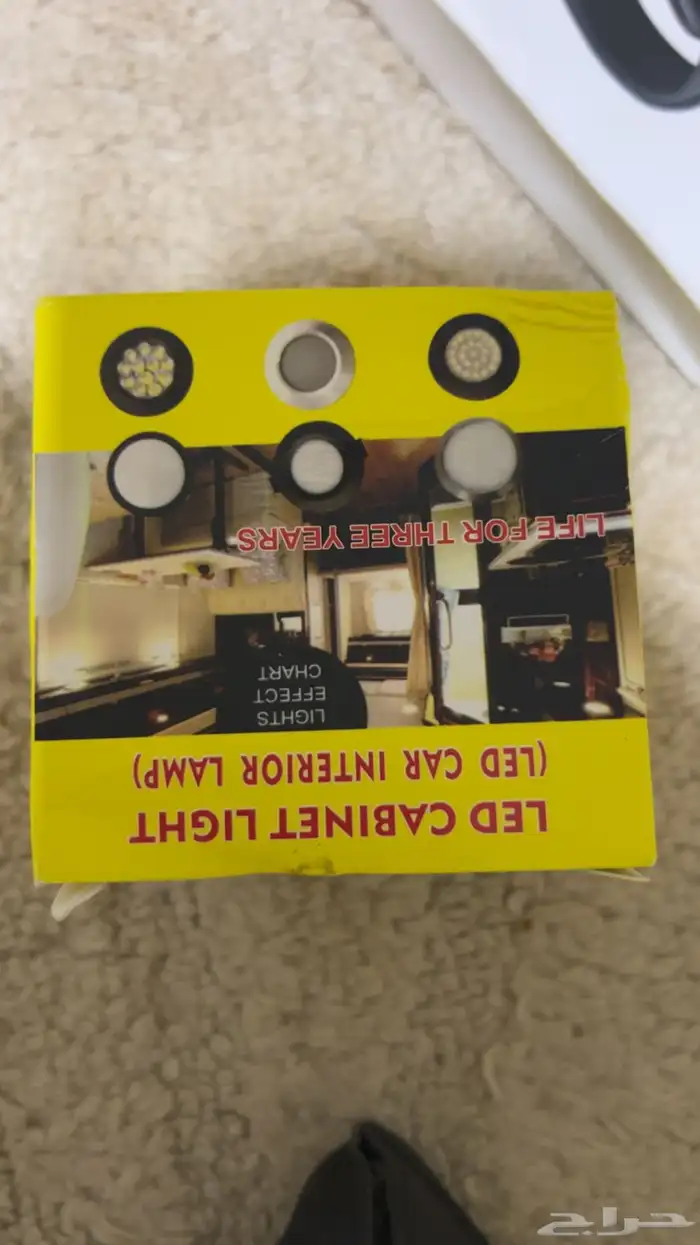 LED CABINET LIGHT
(LED CAR INTERIOR LAMP)
LIGHTS
EFFECT
CHART
LIFE FOR THREE YEARS
حراج